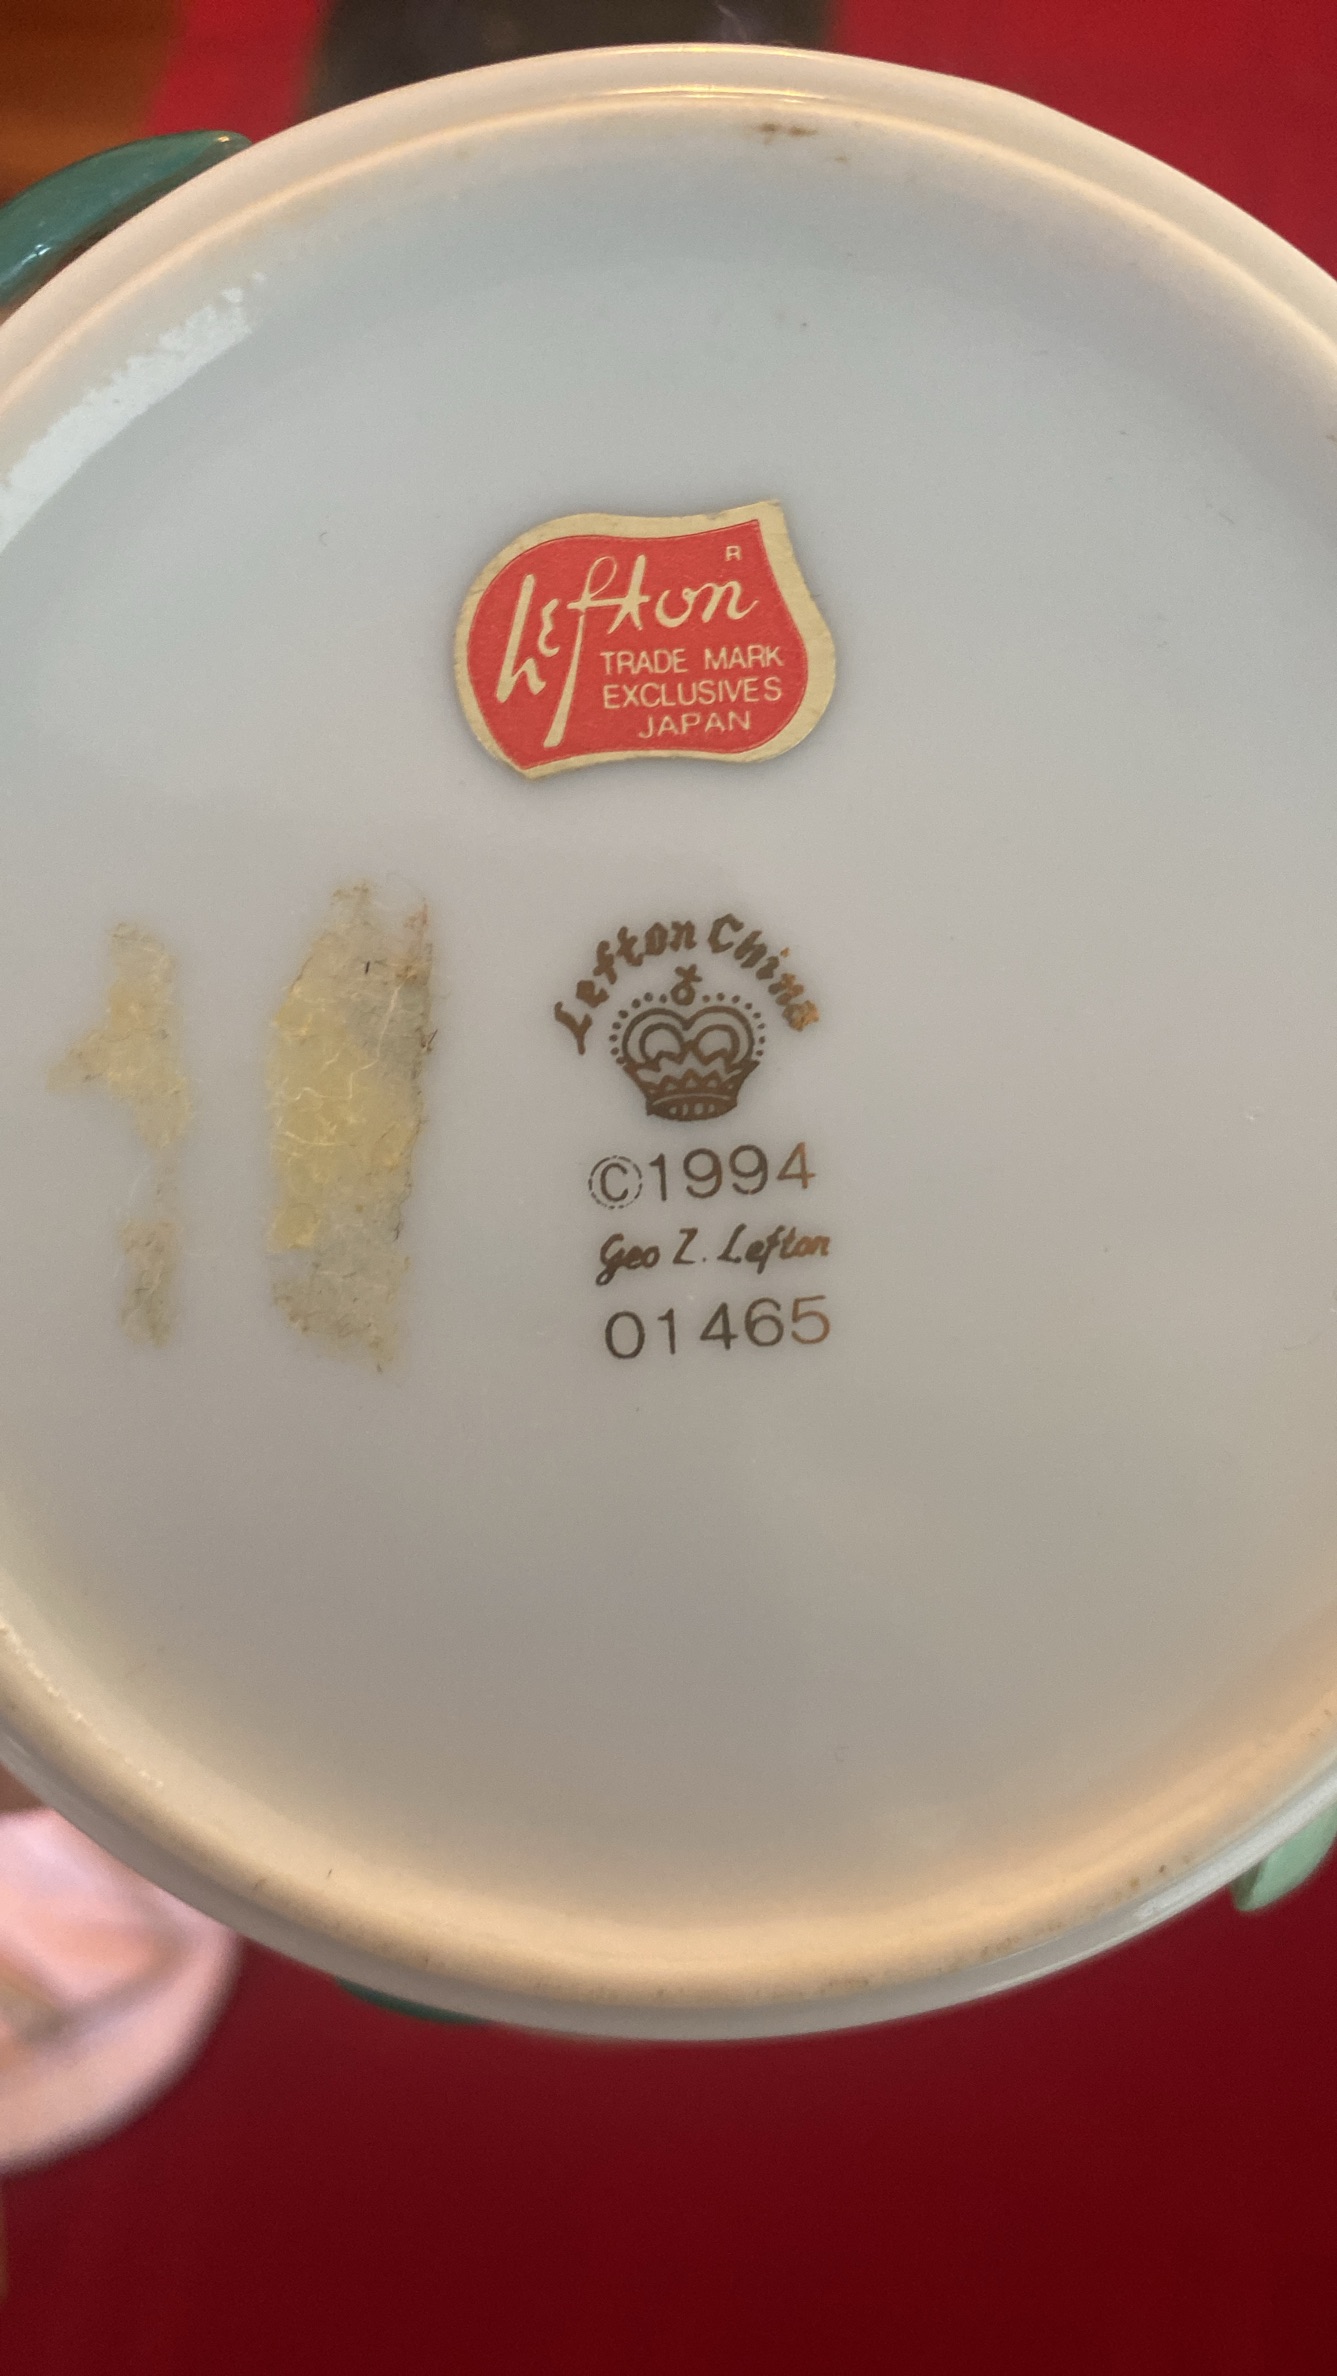 Lefton ®
TRADE MARK
EXCLUSIVES
JAPAN
Lefton China
©1994
Geo Z. Lefton
01465